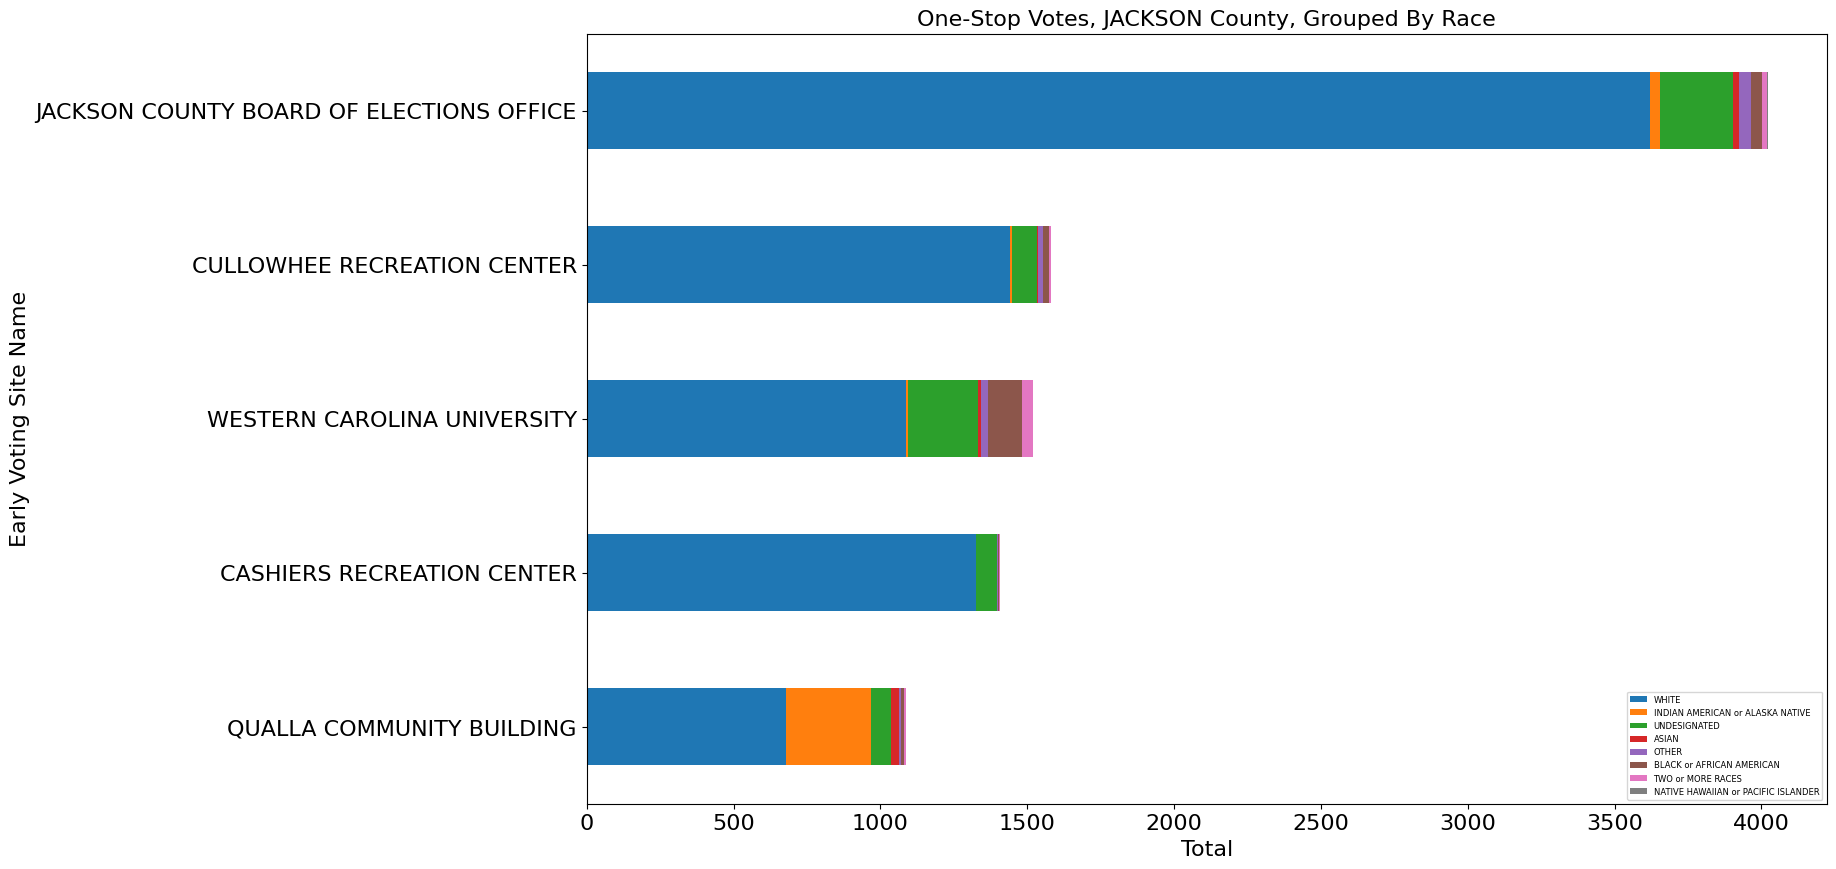 One-Stop Votes, JACKSON County, Grouped By Race
Early Voting Site Name
JACKSON COUNTY BOARD OF ELECTIONS OFFICE
CULLOWHEE RECREATION CENTER
WESTERN CAROLINA UNIVERSITY
CASHIERS RECREATION CENTER
QUALLA COMMUNITY BUILDING
WHITE
INDIAN AMERICAN or ALASKA NATIVE
UNDESIGNATED
ASIAN
OTHER
BLACK or AFRICAN AMERICAN
TWO or MORE RACES
NATIVE HAWAIIAN or PACIFIC ISLANDER
0 500 1000 1500 2000 2500 3000 3500 4000
Total